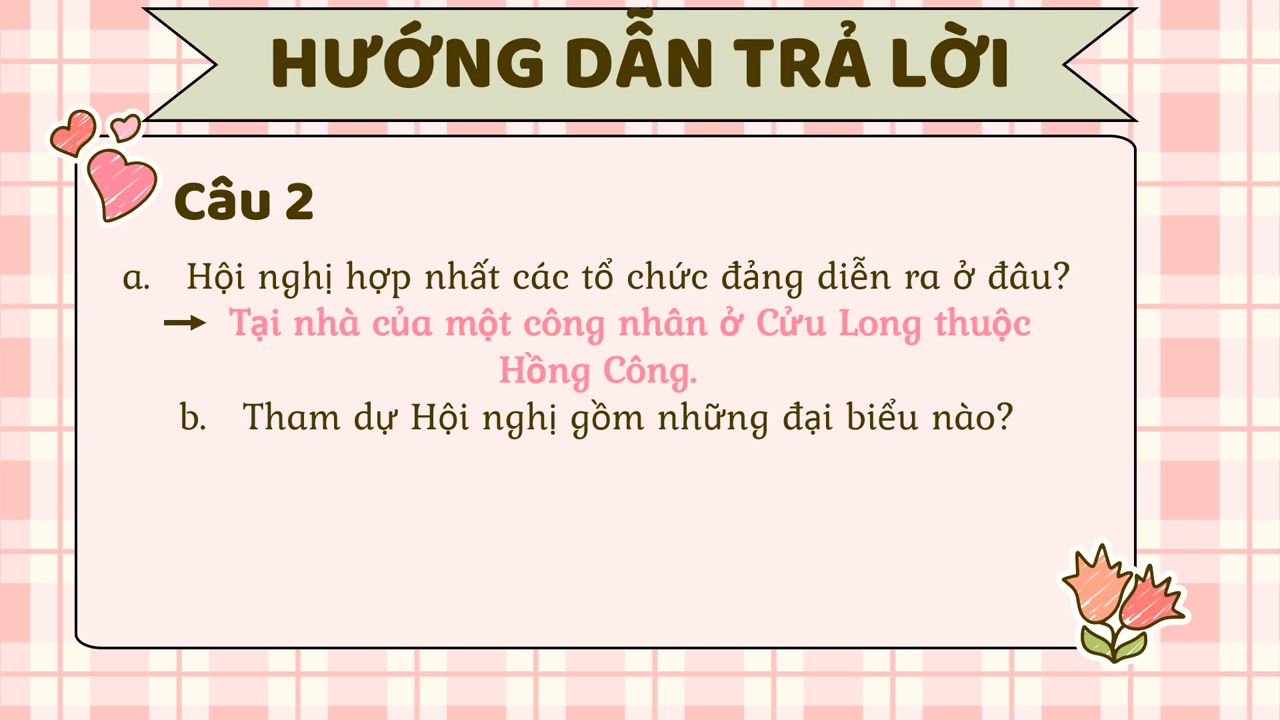 HƯỚNG DẪN TRẢ LỜI
Câu 2
a. Hội nghị hợp nhất các tổ chức đảng diễn ra ở đâu?
Tại nhà của một công nhân ở Cửu Long thuộc
Hồng Công.
b. Tham dự Hội nghị gồm những đại biểu nào?